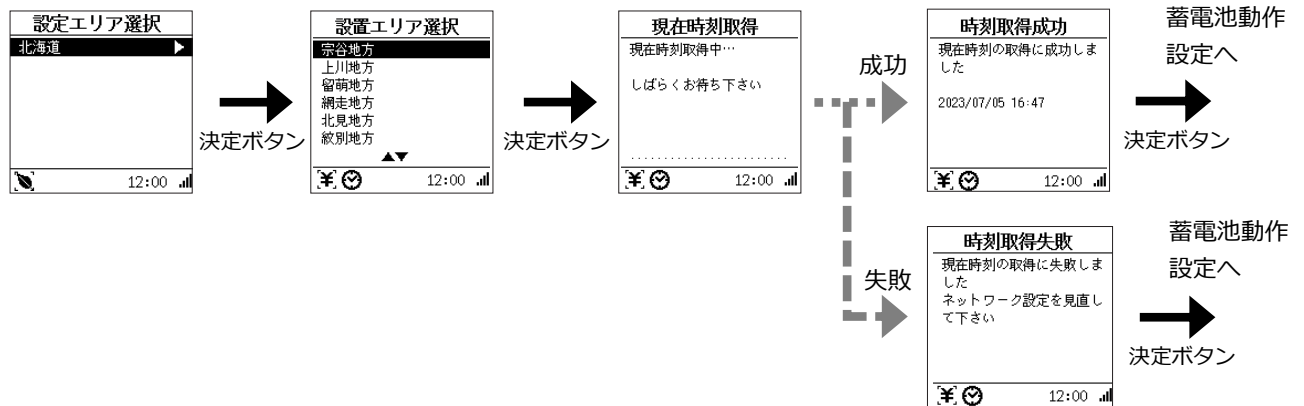 設定エリア選択
北海道
12:00
決定ボタン
設置エリア選択
宗谷地方
上川地方
留萌地方
網走地方
北見地方
紋別地方
▲▼
¥
12:00
決定ボタン
現在時刻取得
現在時刻取得中…
しばらくお待ち下さい
¥
12:00
成功
時刻取得成功
現在時刻の取得に成功しま
した
2023/07/05 16:47
¥
12:00
蓄電池動作
設定へ
決定ボタン
失敗
時刻取得失敗
現在時刻の取得に失敗しま
した
ネットワーク設定を見直し
て下さい
¥
12:00
蓄電池動作
設定へ
決定ボタン